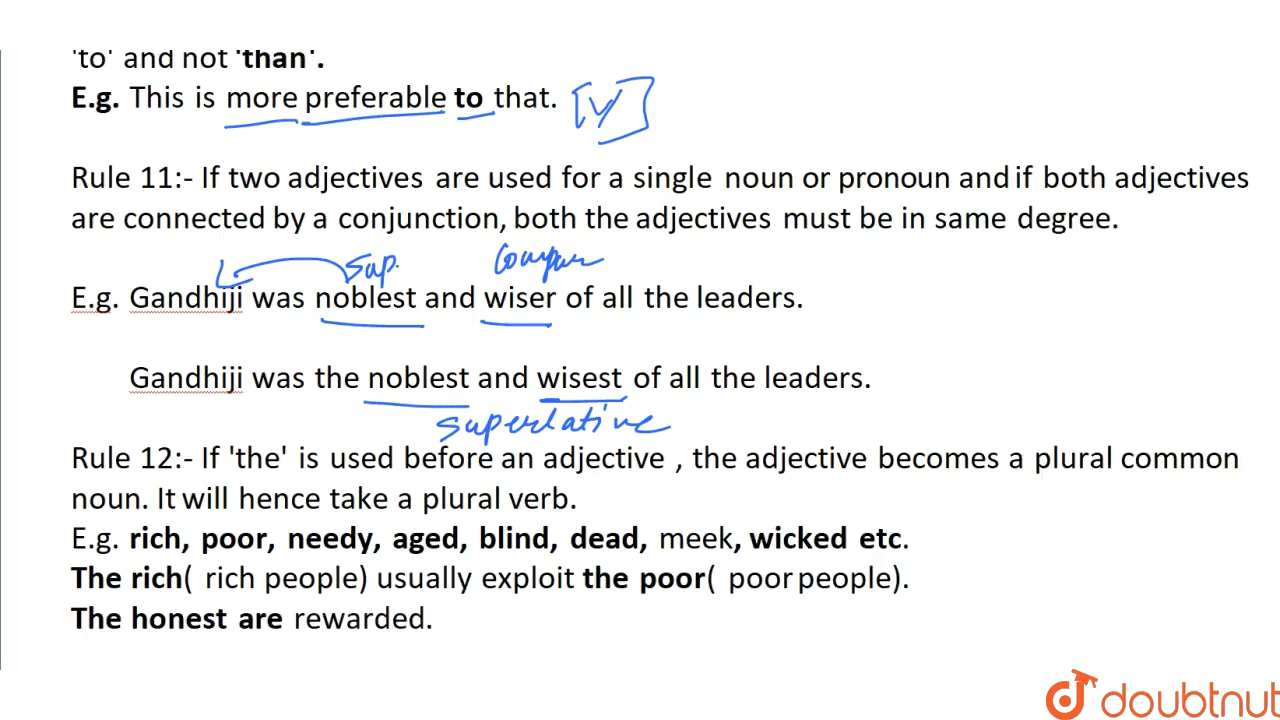 'to' and not 'than'.
E.g. This is more preferable to that.
Rule 11:- If two adjectives are used for a single noun or pronoun and if both adjectives
are connected by a conjunction, both the adjectives must be in same degree.
Sup.
E.g. Gandhiji was noblest and wiser of all the leaders.
Gandhiji was the noblest and wisest of all the leaders.
superlative
Rule 12:- If 'the' is used before an adjective , the adjective becomes a plural common
noun. It will hence take a plural verb.
E.g. rich, poor, needy, aged, blind, dead, meek, wicked etc.
The rich( rich people) usually exploit the poor( poor people).
The honest are rewarded.
doubtnut